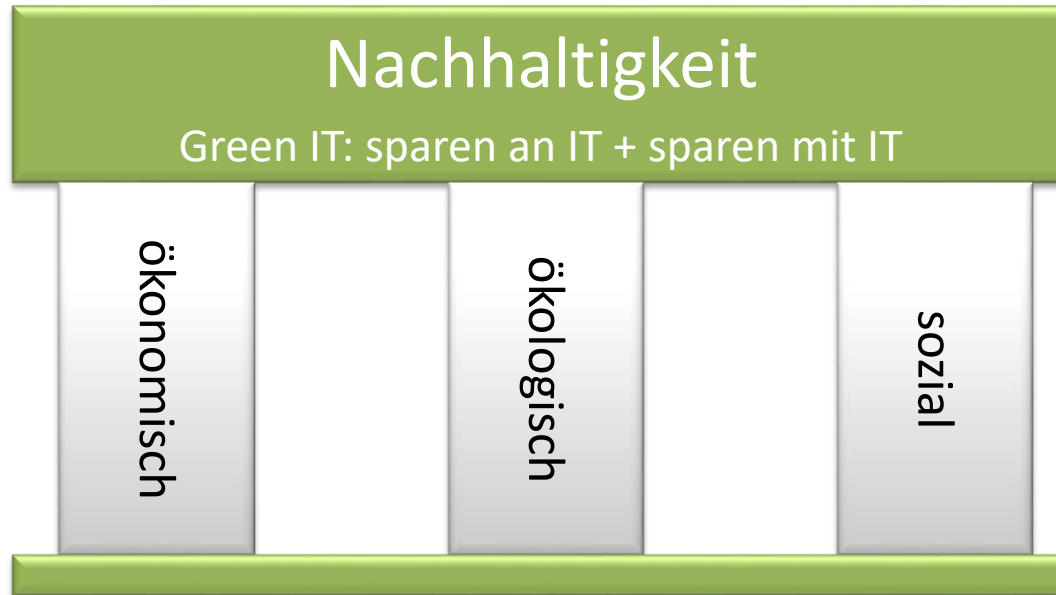 Nachhaltigkeit
Green IT: sparen an IT + sparen mit IT
ökonomisch
ökologisch
sozial